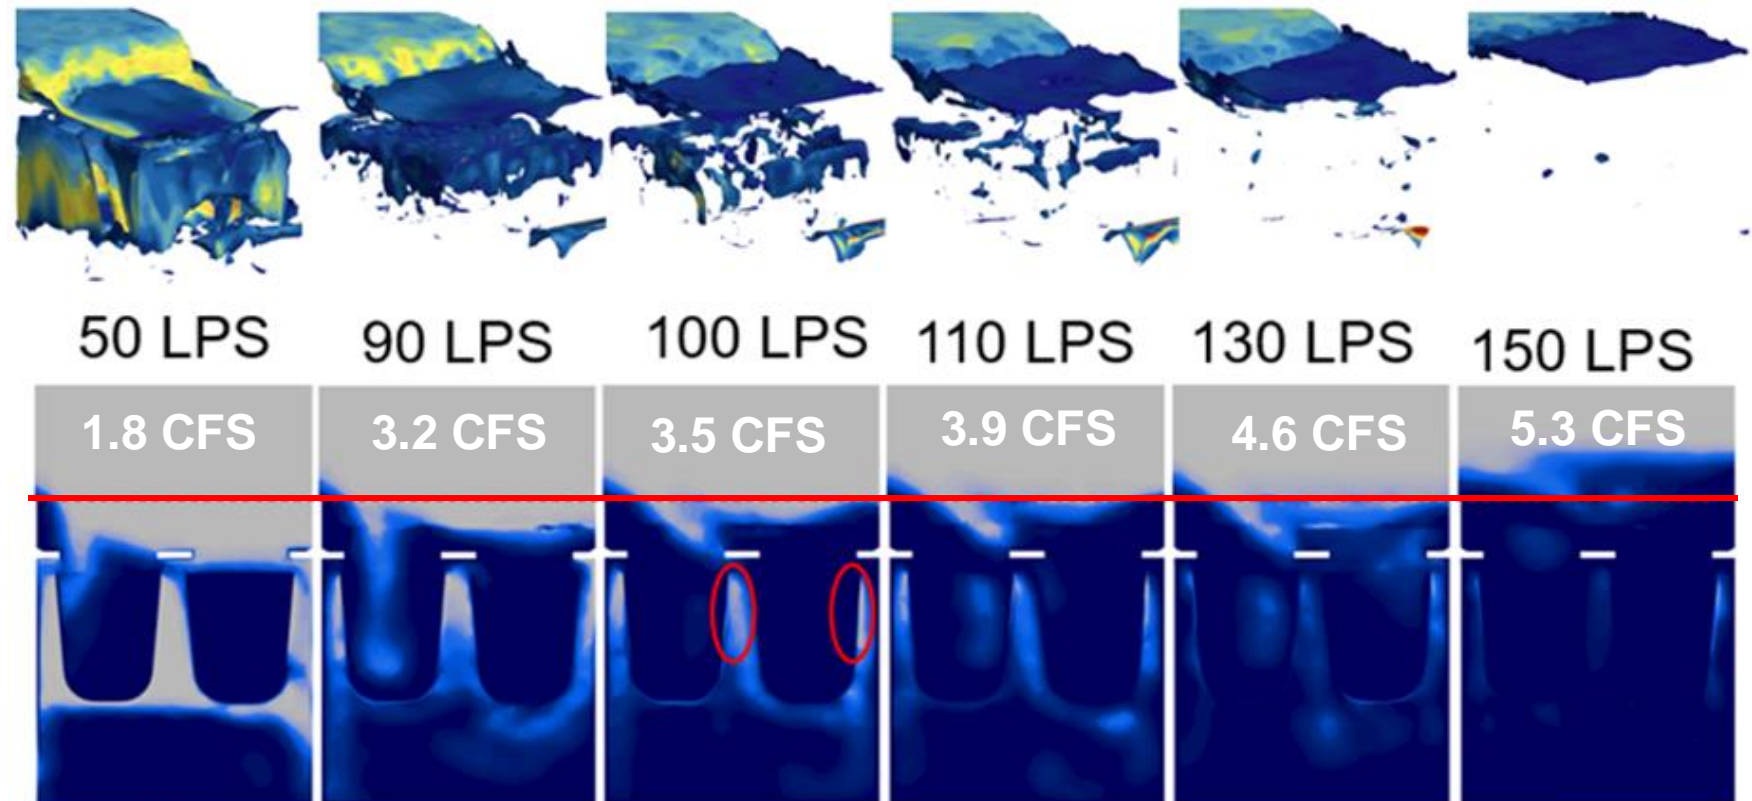 50 LPS
90 LPS
100 LPS
110 LPS
130 LPS
150 LPS
1.8 CFS
3.2 CFS
3.5 CFS
3.9 CFS
4.6 CFS
5.3 CFS